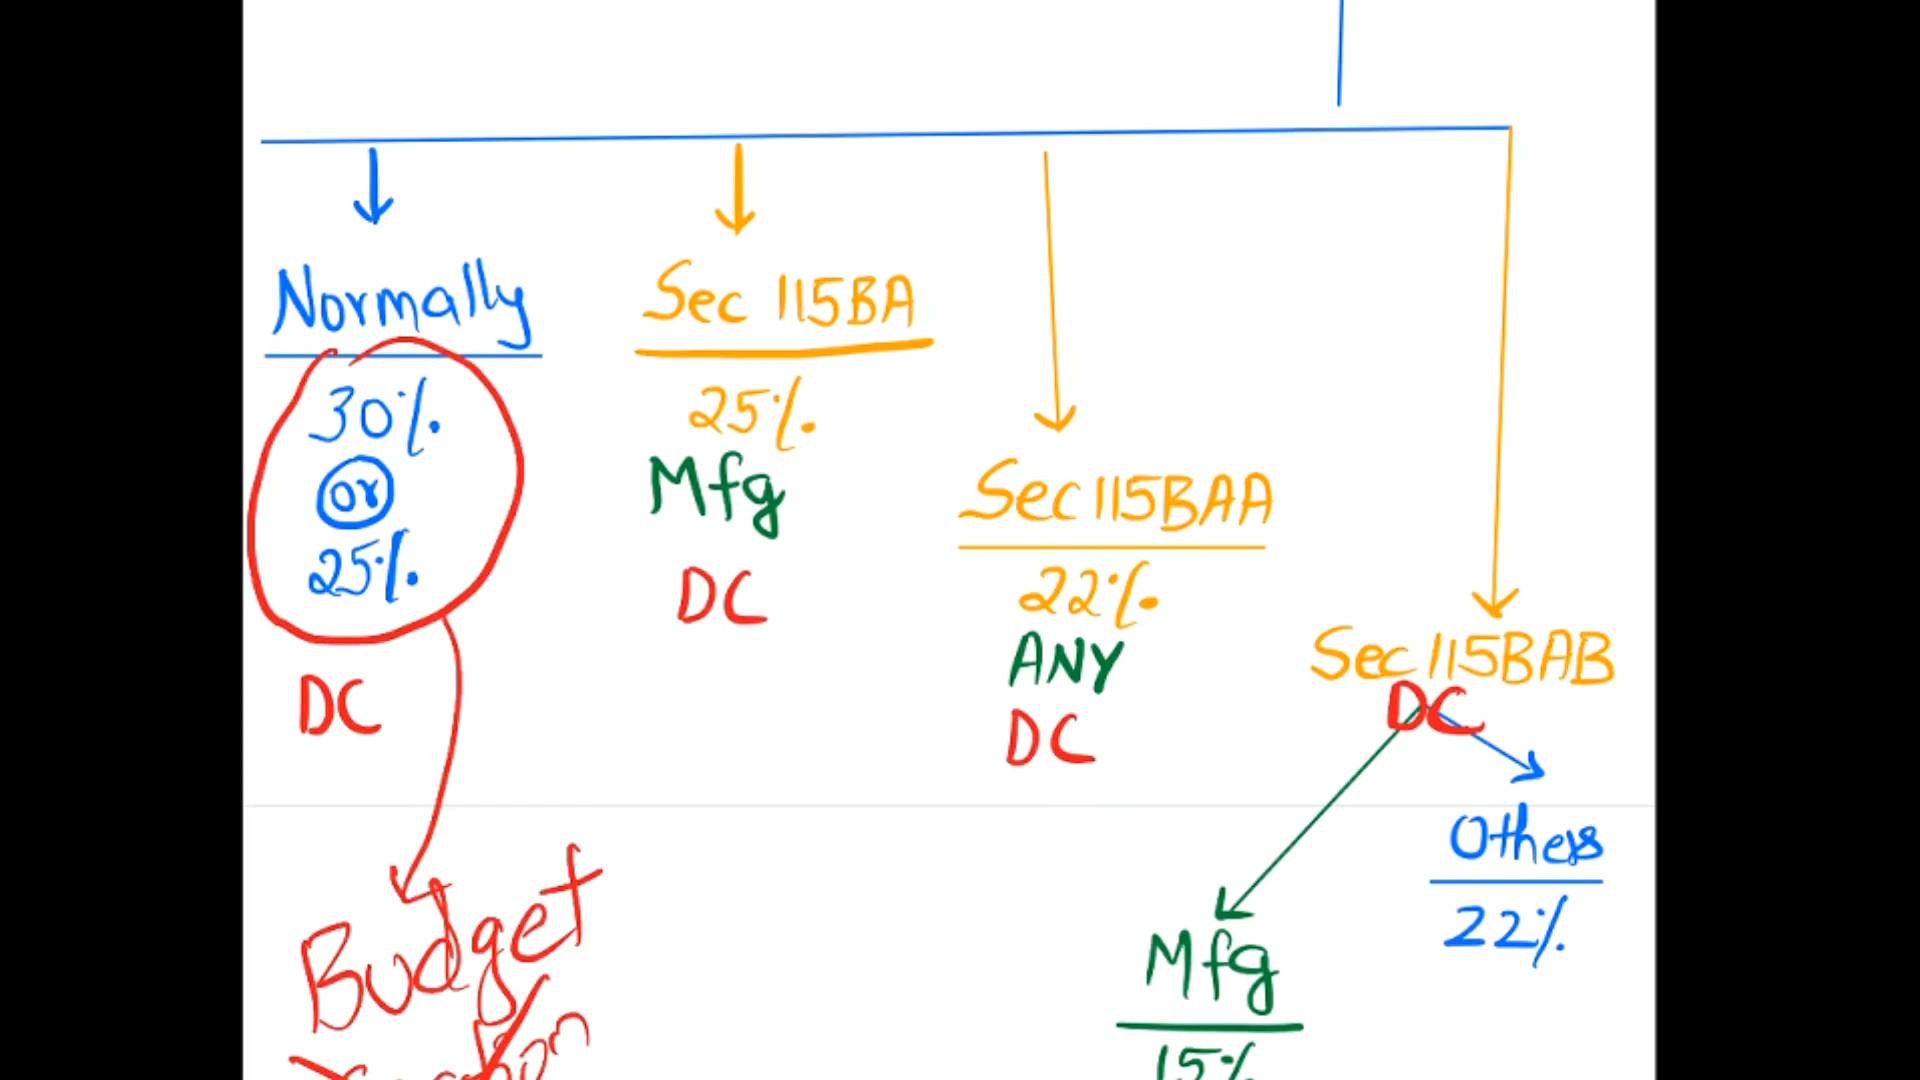 Normally
30%
or
25%
DC
Sec 115BA
25%
Mfg
DC
Sec 115BAA
22%
ANY
DC
Sec 115BAB
DC
Others
22%
Mfg
15%
Budget